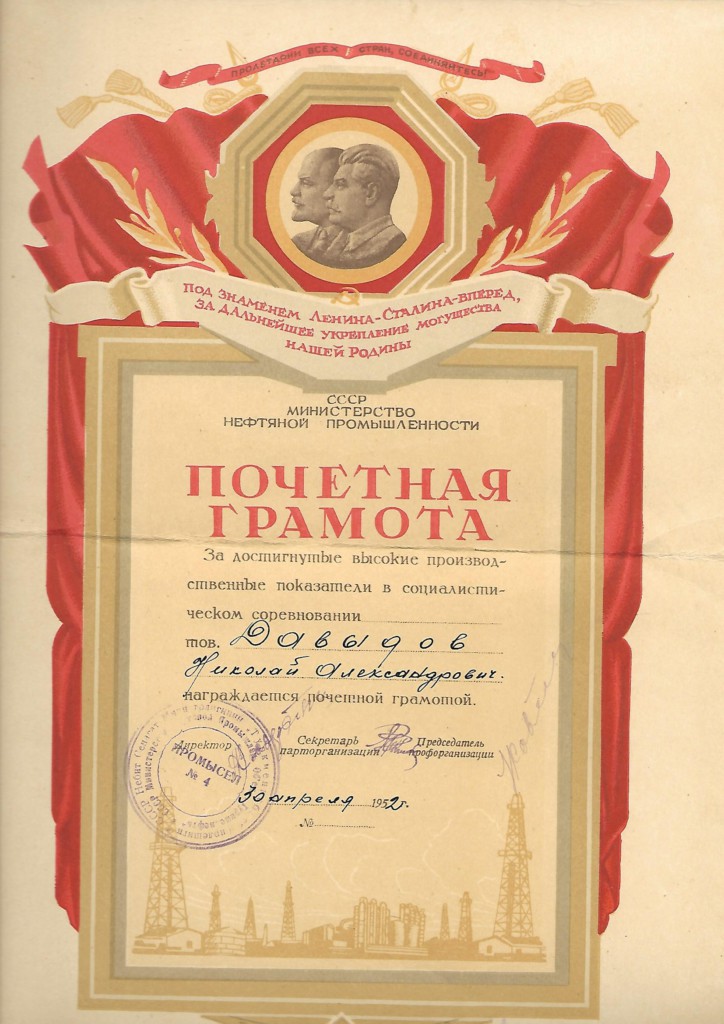 ПРОЛЕТАРИИ ВСЕХ СТРАН, СОЕДИНЯЙТЕСЬ!
ПОД ЗНАМЕНЕМ ЛЕНИНА-СТАЛИНА-ВПЕРЕД,
ЗА ДАЛЬНЕЙШЕЕ УКРЕПЛЕНИЕ МОГУЩЕСТВА
НАШЕЙ РОДИНЫ
СССР
МИНИСТЕРСТВО
НЕФТЯНОЙ ПРОМЫШЛЕННОСТИ
ПОЧЕТНАЯ
ГРАМОТА
За достигнутые высокие производ-
ственные показатели в социалисти-
ческом соревновании
тов. Давыдов
Николай Александрович.
награждается почетной грамотой.
Директор Секретарь парторганизации Председатель профорганизации
ПРОМЫСЕЛ
№ 4
30 апреля 1952 г.
№